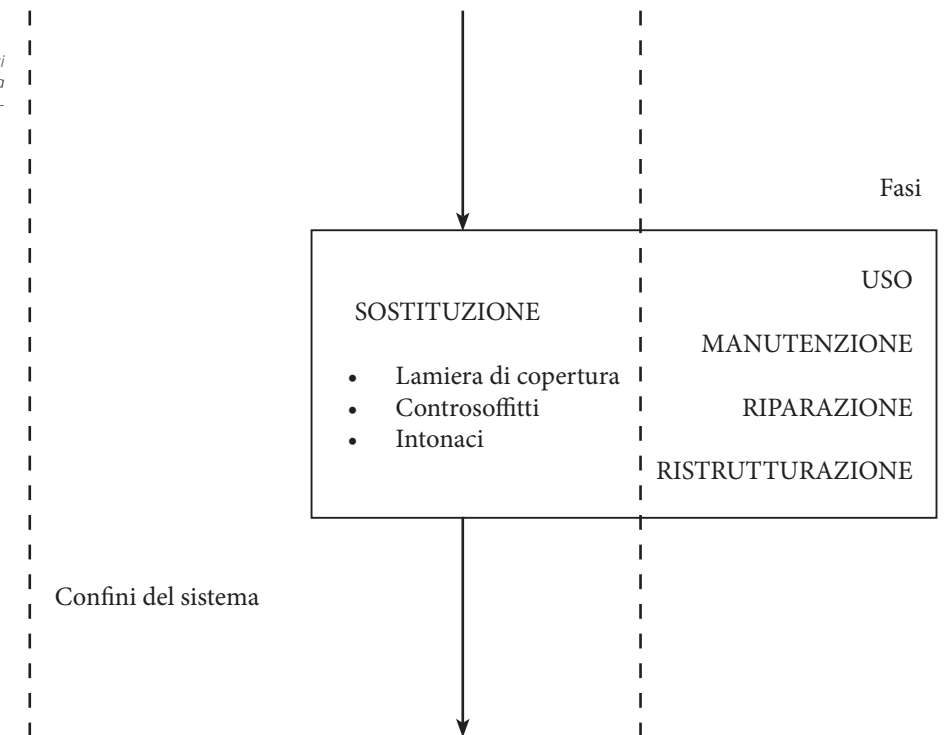 Fasi
USO
SOSTITUZIONE
MANUTENZIONE
• Lamiera di copertura
• Controsoffitti
• Intonaci
RIPARAZIONE
RISTRUTTURAZIONE
Confini del sistema